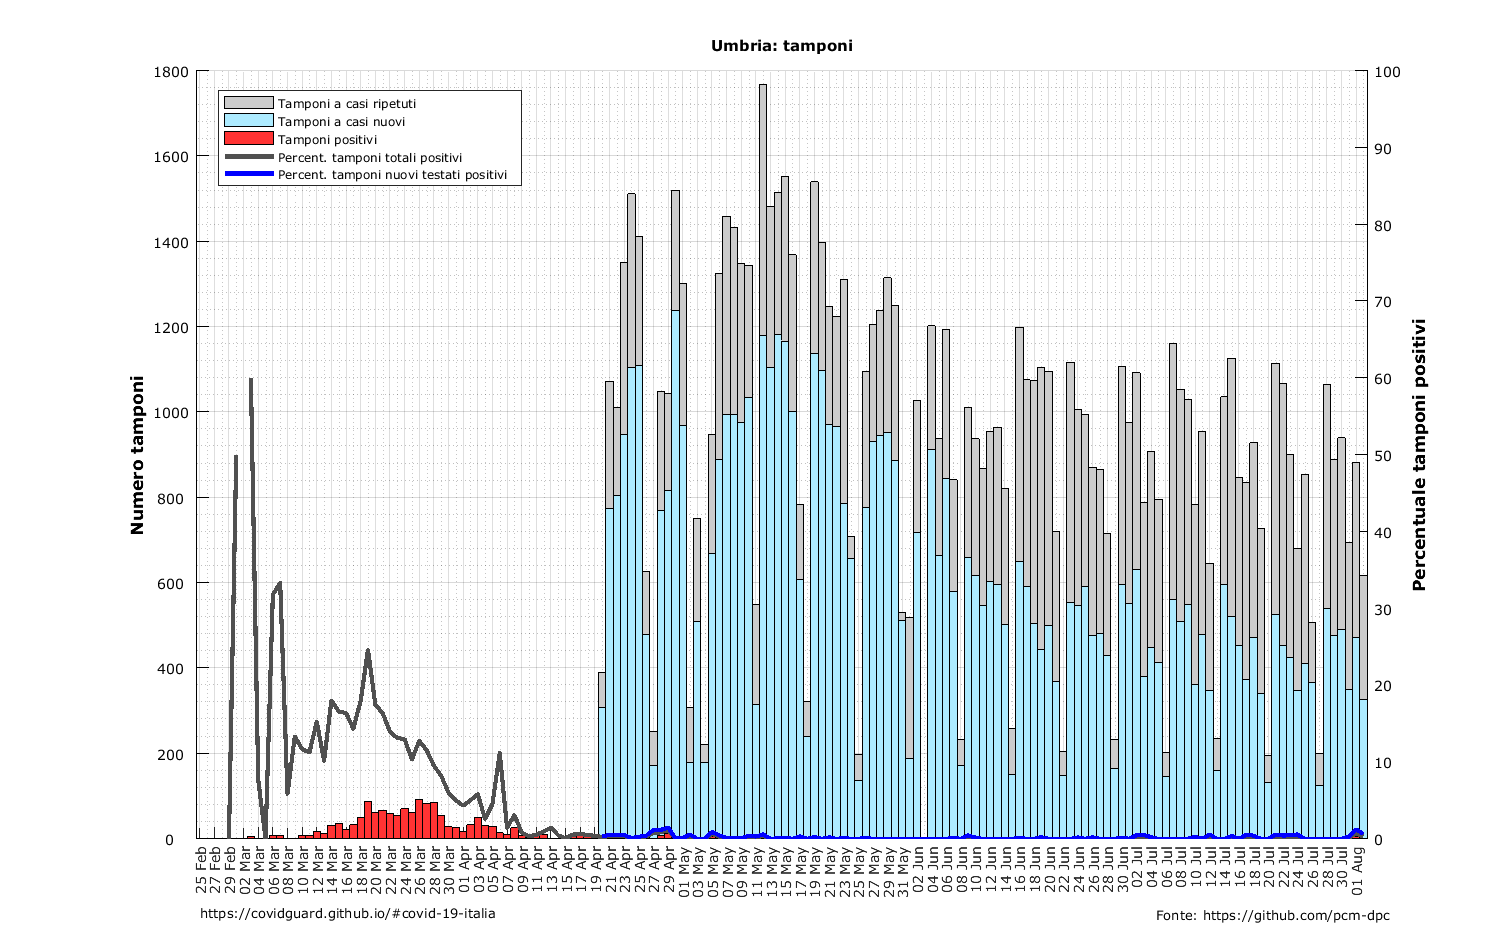 Umbria: tamponi
Tamponi a casi ripetuti
Tamponi a casi nuovi
Tamponi positivi
Percent. tamponi totali positivi
Percent. tamponi nuovi testati positivi
Numero tamponi
1800
1600
1400
1200
1000
800
600
400
200
0
100
90
80
70
60
50
40
30
20
10
0
Percentuale tamponi positivi
25 Feb
27 Feb
29 Feb
02 Mar
04 Mar
06 Mar
08 Mar
10 Mar
12 Mar
14 Mar
16 Mar
18 Mar
20 Mar
22 Mar
24 Mar
26 Mar
28 Mar
30 Mar
01 Apr
03 Apr
05 Apr
07 Apr
09 Apr
11 Apr
13 Apr
15 Apr
17 Apr
19 Apr
21 Apr
23 Apr
25 Apr
27 Apr
29 Apr
01 May
03 May
05 May
07 May
09 May
11 May
13 May
15 May
17 May
19 May
21 May
23 May
25 May
27 May
29 May
31 May
02 Jun
04 Jun
06 Jun
08 Jun
10 Jun
12 Jun
14 Jun
16 Jun
18 Jun
20 Jun
22 Jun
24 Jun
26 Jun
28 Jun
30 Jun
02 Jul
04 Jul
06 Jul
08 Jul
10 Jul
12 Jul
14 Jul
16 Jul
18 Jul
20 Jul
22 Jul
24 Jul
26 Jul
28 Jul
30 Jul
01 Aug
https://covidguard.github.io/#covid-19-italia
Fonte: https://github.com/pcm-dpc